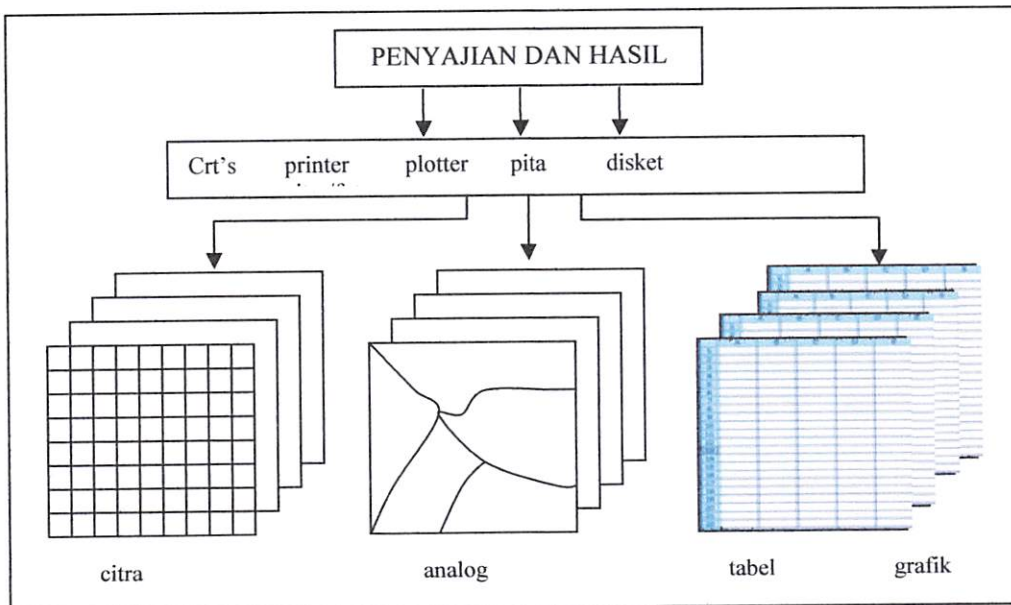 PENYAJIAN DAN HASIL
Crt's printer plotter pita disket
citra analog tabel grafik